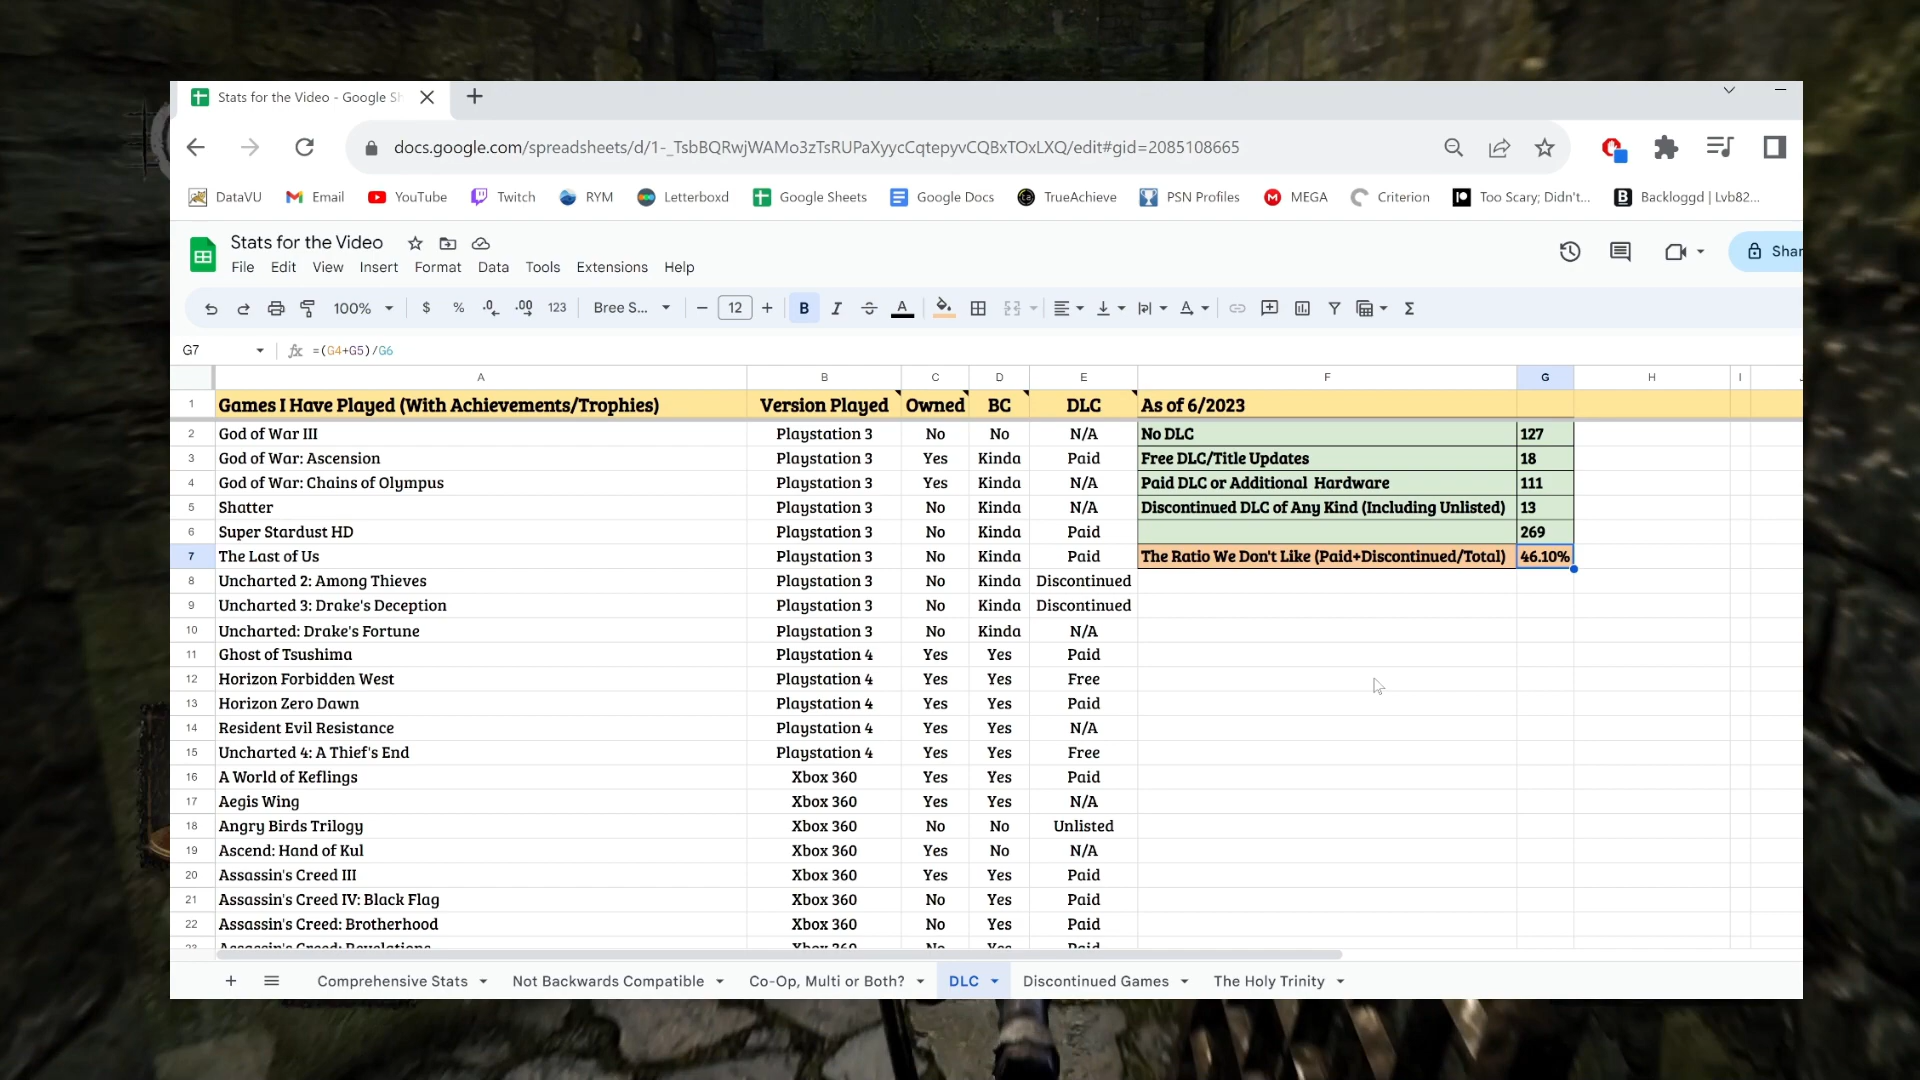 Stats for the Video - Google Sh
docs.google.com/spreadsheets/d/1-_TsbBQRwjWAMo3zTsRUPaXyycCqtepyvCQBxTOxLXQ/edit#gid=2085108665
DataVU Email YouTube Twitch RYM Letterboxd Google Sheets Google Docs TrueAchieve PSN Profiles MEGA Criterion Too Scary; Didn't... Backloggd | Lvb82...
Stats for the Video
File Edit View Insert Format Data Tools Extensions Help
Shar
100% $ % .0 .00 123 Bree S... 12 B I A
G7 fx =(G4+G5)/G6
A B C D E F G H I
1 Games I Have Played (With Achievements/Trophies) Version Played Owned BC DLC As of 6/2023
2 God of War III Playstation 3 No No N/A No DLC 127
3 God of War: Ascension Playstation 3 Yes Kinda Paid Free DLC/Title Updates 18
4 God of War: Chains of Olympus Playstation 3 Yes Kinda N/A Paid DLC or Additional Hardware 111
5 Shatter Playstation 3 No Kinda N/A Discontinued DLC of Any Kind (Including Unlisted) 13
6 Super Stardust HD Playstation 3 No Kinda Paid 269
7 The Last of Us Playstation 3 No Kinda Paid The Ratio We Don't Like (Paid+Discontinued/Total) 46.10%
8 Uncharted 2: Among Thieves Playstation 3 No Kinda Discontinued
9 Uncharted 3: Drake's Deception Playstation 3 No Kinda Discontinued
10 Uncharted: Drake's Fortune Playstation 3 No Kinda N/A
11 Ghost of Tsushima Playstation 4 Yes Yes Paid
12 Horizon Forbidden West Playstation 4 Yes Yes Free
13 Horizon Zero Dawn Playstation 4 Yes Yes Paid
14 Resident Evil Resistance Playstation 4 Yes Yes N/A
15 Uncharted 4: A Thief's End Playstation 4 Yes Yes Free
16 A World of Keflings Xbox 360 Yes Yes Paid
17 Aegis Wing Xbox 360 Yes Yes N/A
18 Angry Birds Trilogy Xbox 360 No No Unlisted
19 Ascend: Hand of Kul Xbox 360 Yes No N/A
20 Assassin's Creed III Xbox 360 Yes Yes Paid
21 Assassin's Creed IV: Black Flag Xbox 360 No Yes Paid
22 Assassin's Creed: Brotherhood Xbox 360 No Yes Paid
23 Assassin's Creed: Revelations Xbox 360 No Yes Paid
Comprehensive Stats Not Backwards Compatible Co-Op, Multi or Both? DLC Discontinued Games The Holy Trinity